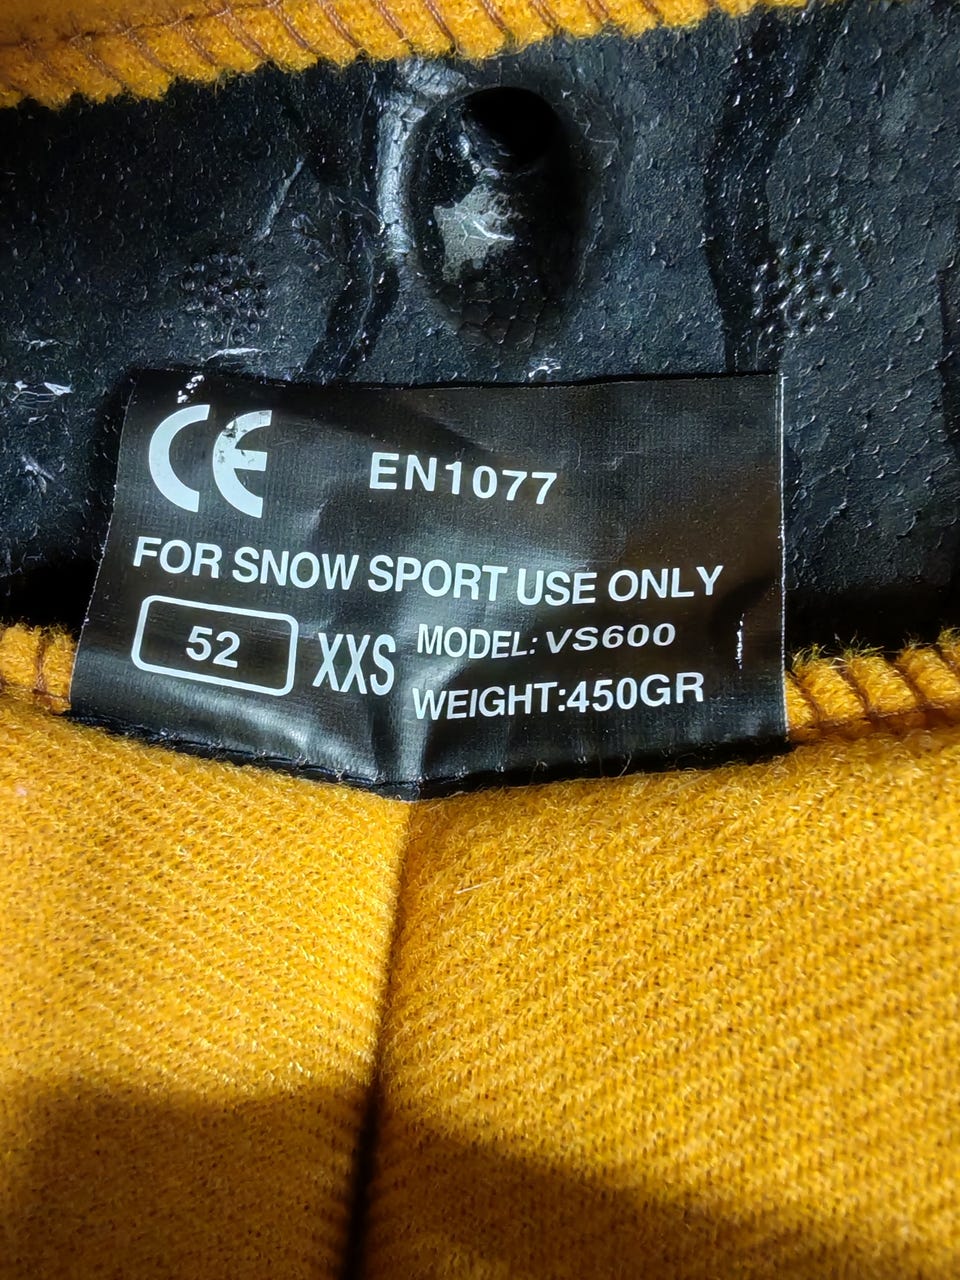 CE EN1077
FOR SNOW SPORT USE ONLY
52 XXS MODEL: VS600
WEIGHT:450GR